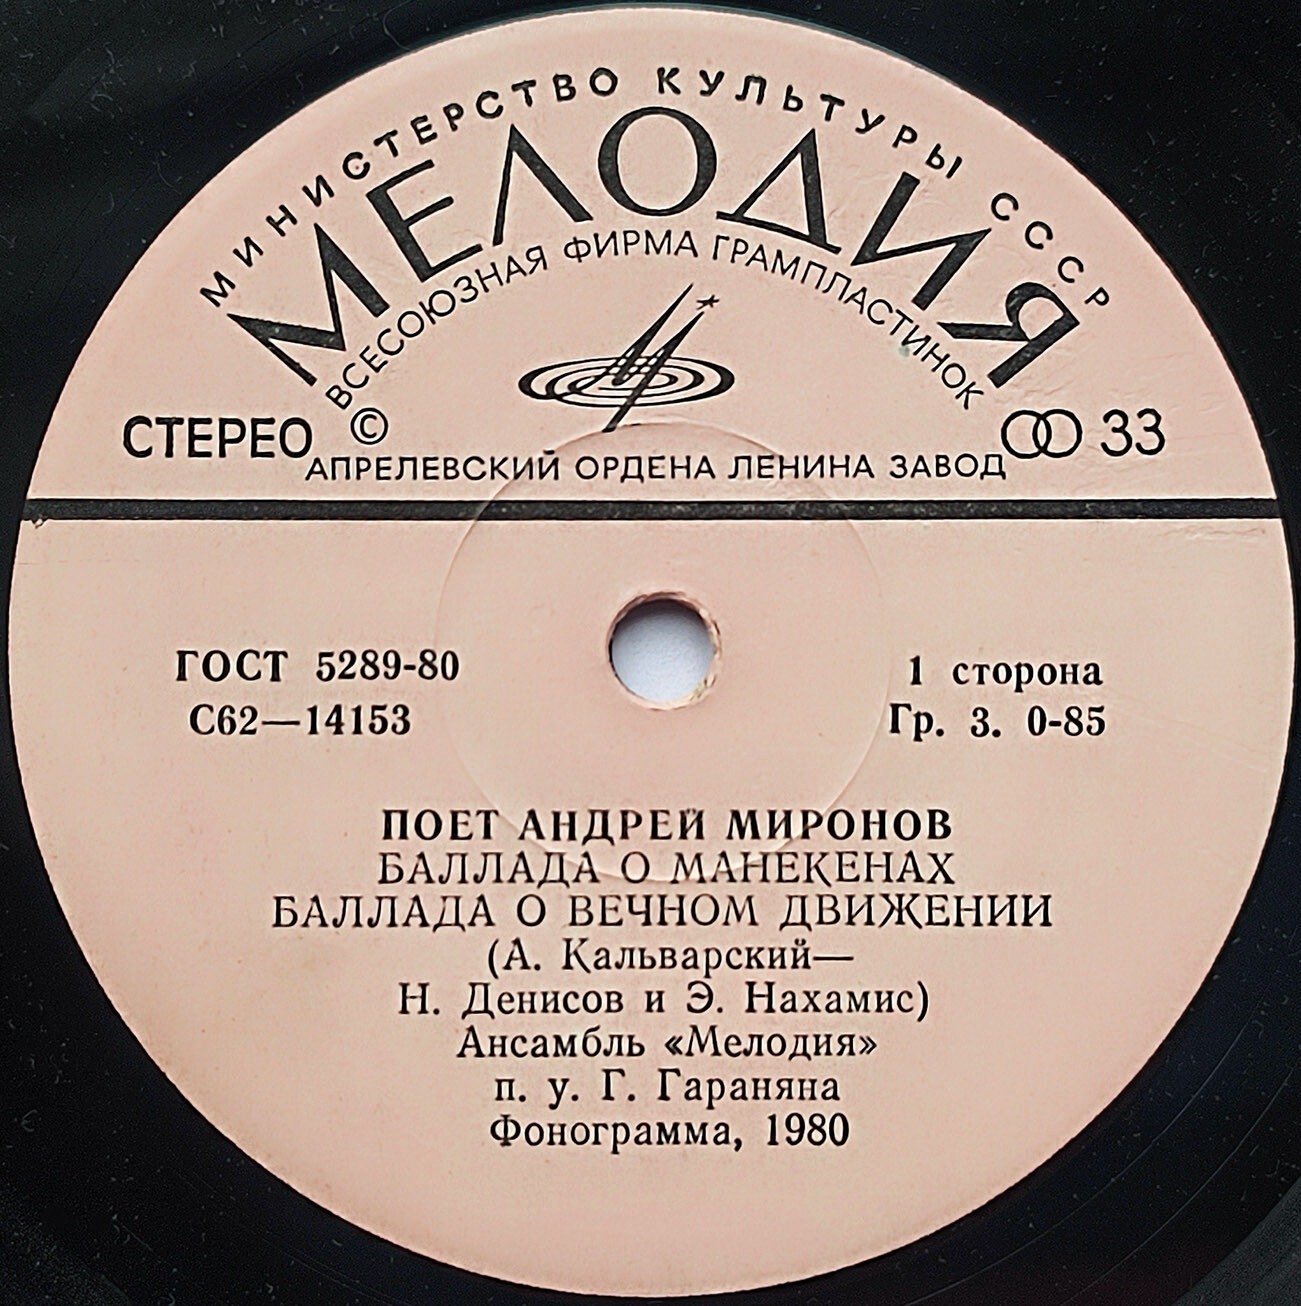 МИНИСТЕРСТВО КУЛЬТУРЫ СССР
МЕЛОДИЯ
ВСЕСОЮЗНАЯ ФИРМА ГРАМПЛАСТИНОК
СТЕРЕО © 33
АПРЕЛЕВСКИЙ ОРДЕНА ЛЕНИНА ЗАВОД
ГОСТ 5289-80
С62—14153
1 сторона
Гр. 3. 0-85
ПОЕТ АНДРЕЙ МИРОНОВ
БАЛЛАДА О МАНЕКЕНАХ
БАЛЛАДА О ВЕЧНОМ ДВИЖЕНИИ
(А. Кальварский—
Н. Денисов и Э. Нахамис)
Ансамбль «Мелодия»
п. у. Г. Гараняна
Фонограмма, 1980